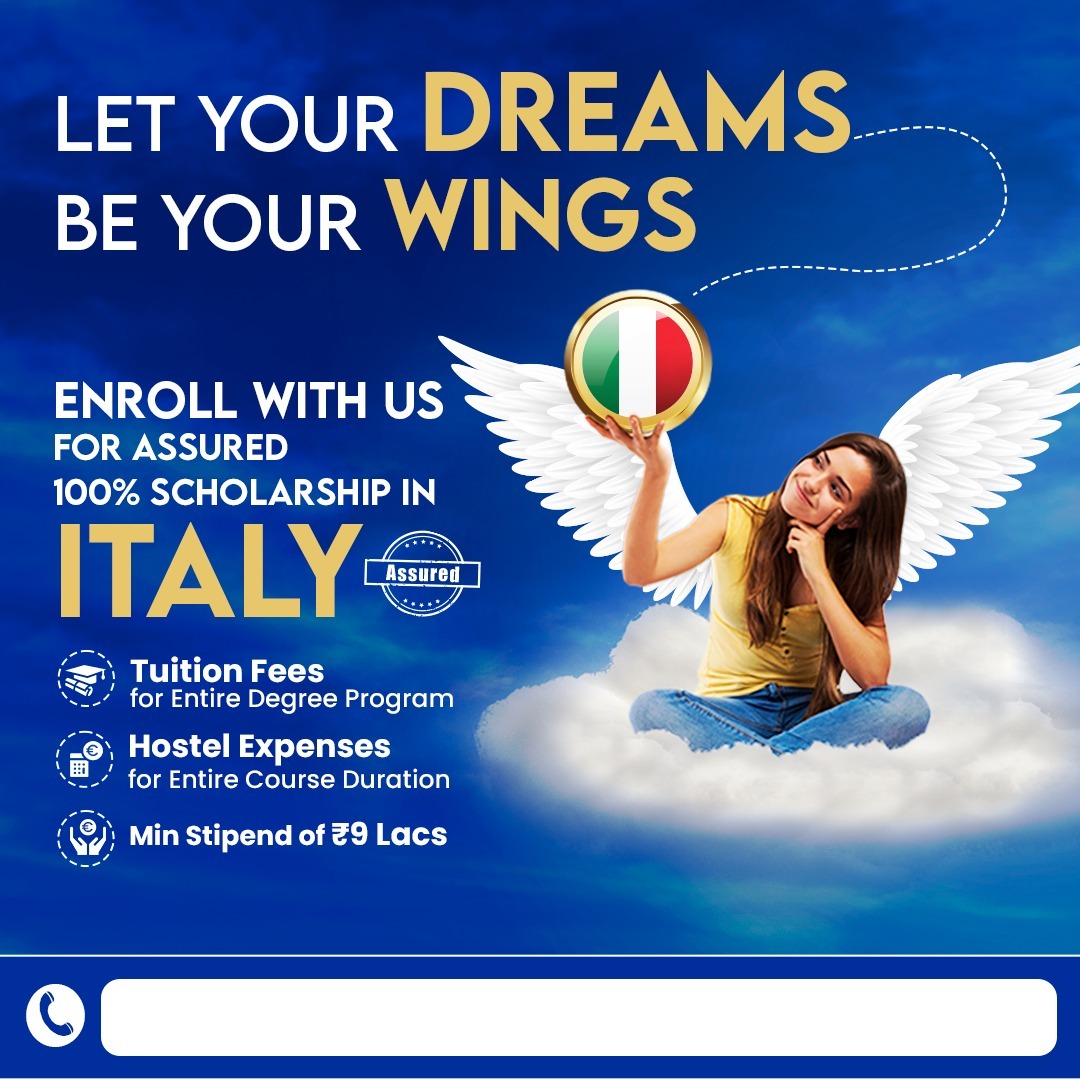 LET YOUR DREAMS
BE YOUR WINGS
ENROLL WITH US
FOR ASSURED
100% SCHOLARSHIP IN
ITALY
Assured
Tuition Fees
for Entire Degree Program
Hostel Expenses
for Entire Course Duration
Min Stipend of ₹9 Lacs